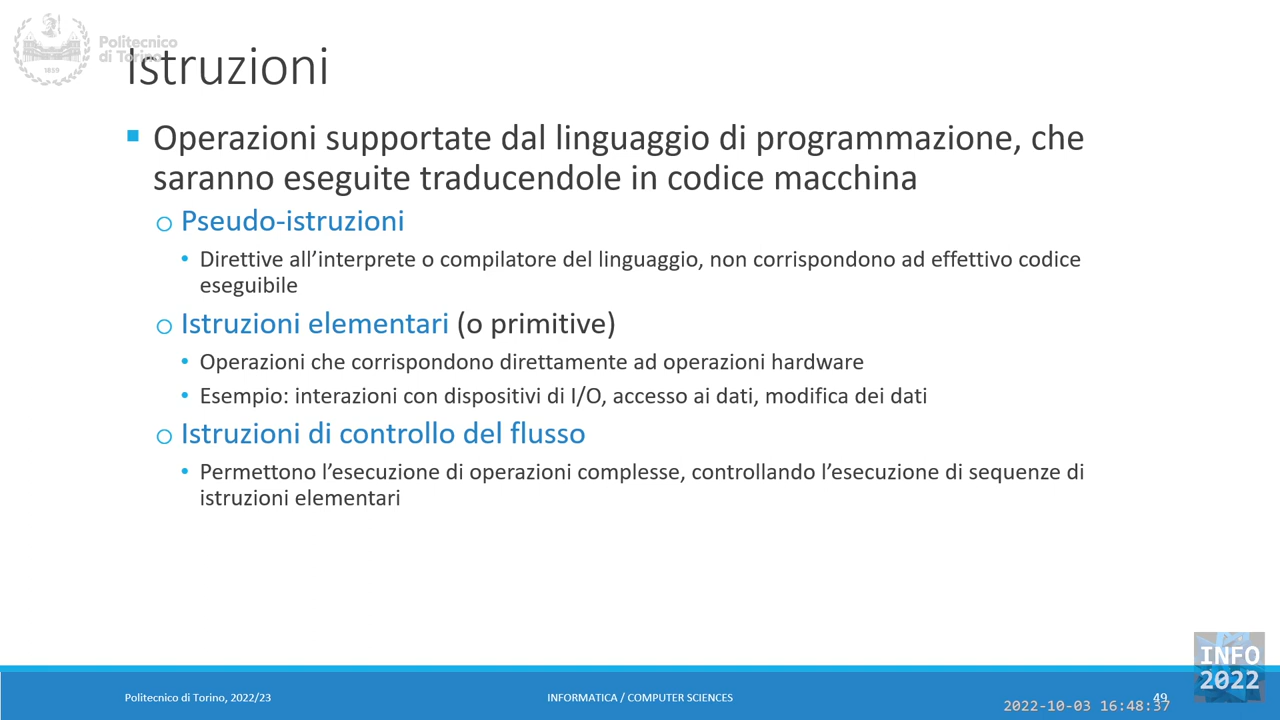 Politecnico
di Torino
1859
Istruzioni
Operazioni supportate dal linguaggio di programmazione, che
saranno eseguite traducendole in codice macchina
Pseudo-istruzioni
Direttive all’interprete o compilatore del linguaggio, non corrispondono ad effettivo codice
eseguibile
Istruzioni elementari (o primitive)
Operazioni che corrispondono direttamente ad operazioni hardware
Esempio: interazioni con dispositivi di I/O, accesso ai dati, modifica dei dati
Istruzioni di controllo del flusso
Permettono l’esecuzione di operazioni complesse, controllando l’esecuzione di sequenze di
istruzioni elementari
INFO
2022
Politecnico di Torino, 2022/23
INFORMATICA / COMPUTER SCIENCES
49
2022-10-03 16:48:37